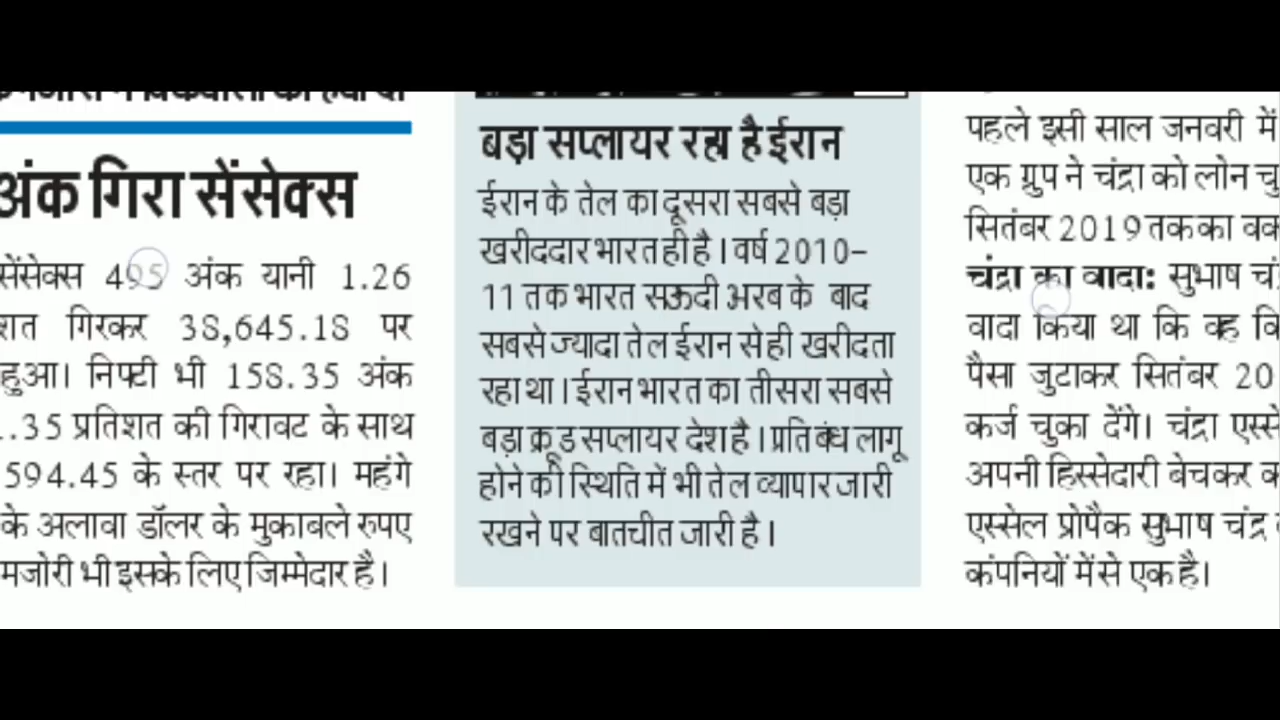 अंक गिरा सेंसेक्स
सेंसेक्स 495 अंक यानी 1.26
गिरकर 38,645.18 पर
हुआ। निफ्टी भी 158.35 अंक
.35 प्रतिशत की गिरावट के साथ
594.45 के स्तर पर रहा। महंगे
के अलावा डॉलर के मुकाबले रुपए
भी इसके लिए जिम्मेदार है।
बड़ा सप्लायर रहा है ईरान
ईरान के तेल का दूसरा सबसे बड़ा
खरीददार भारत ही है। वर्ष 2010-
11 तक भारत सऊदी अरब के बाद
सबसे ज्यादा तेल ईरान से ही खरीदता
रहा था। ईरान भारत का तीसरा सबसे
बड़ा क्रूड सप्लायर देश है। प्रतिबंध लागू
होने की स्थिति में भी तेल व्यापार जारी
रखने पर बातचीत जारी है।
पहले इसी साल जनवरी में
एक ग्रुप ने चंद्रा को लोन
सितंबर 2019 तक का
चंद्रा का वादा: सुभाष
वादा किया था कि वह
पैसा जुटाकर सितंबर 20
कर्ज चुका देंगे। चंद्रा
अपनी हिस्सेदारी बेचकर
एस्सेल प्रोपैक सुभाष चंद्र
कंपनियों में से एक है।